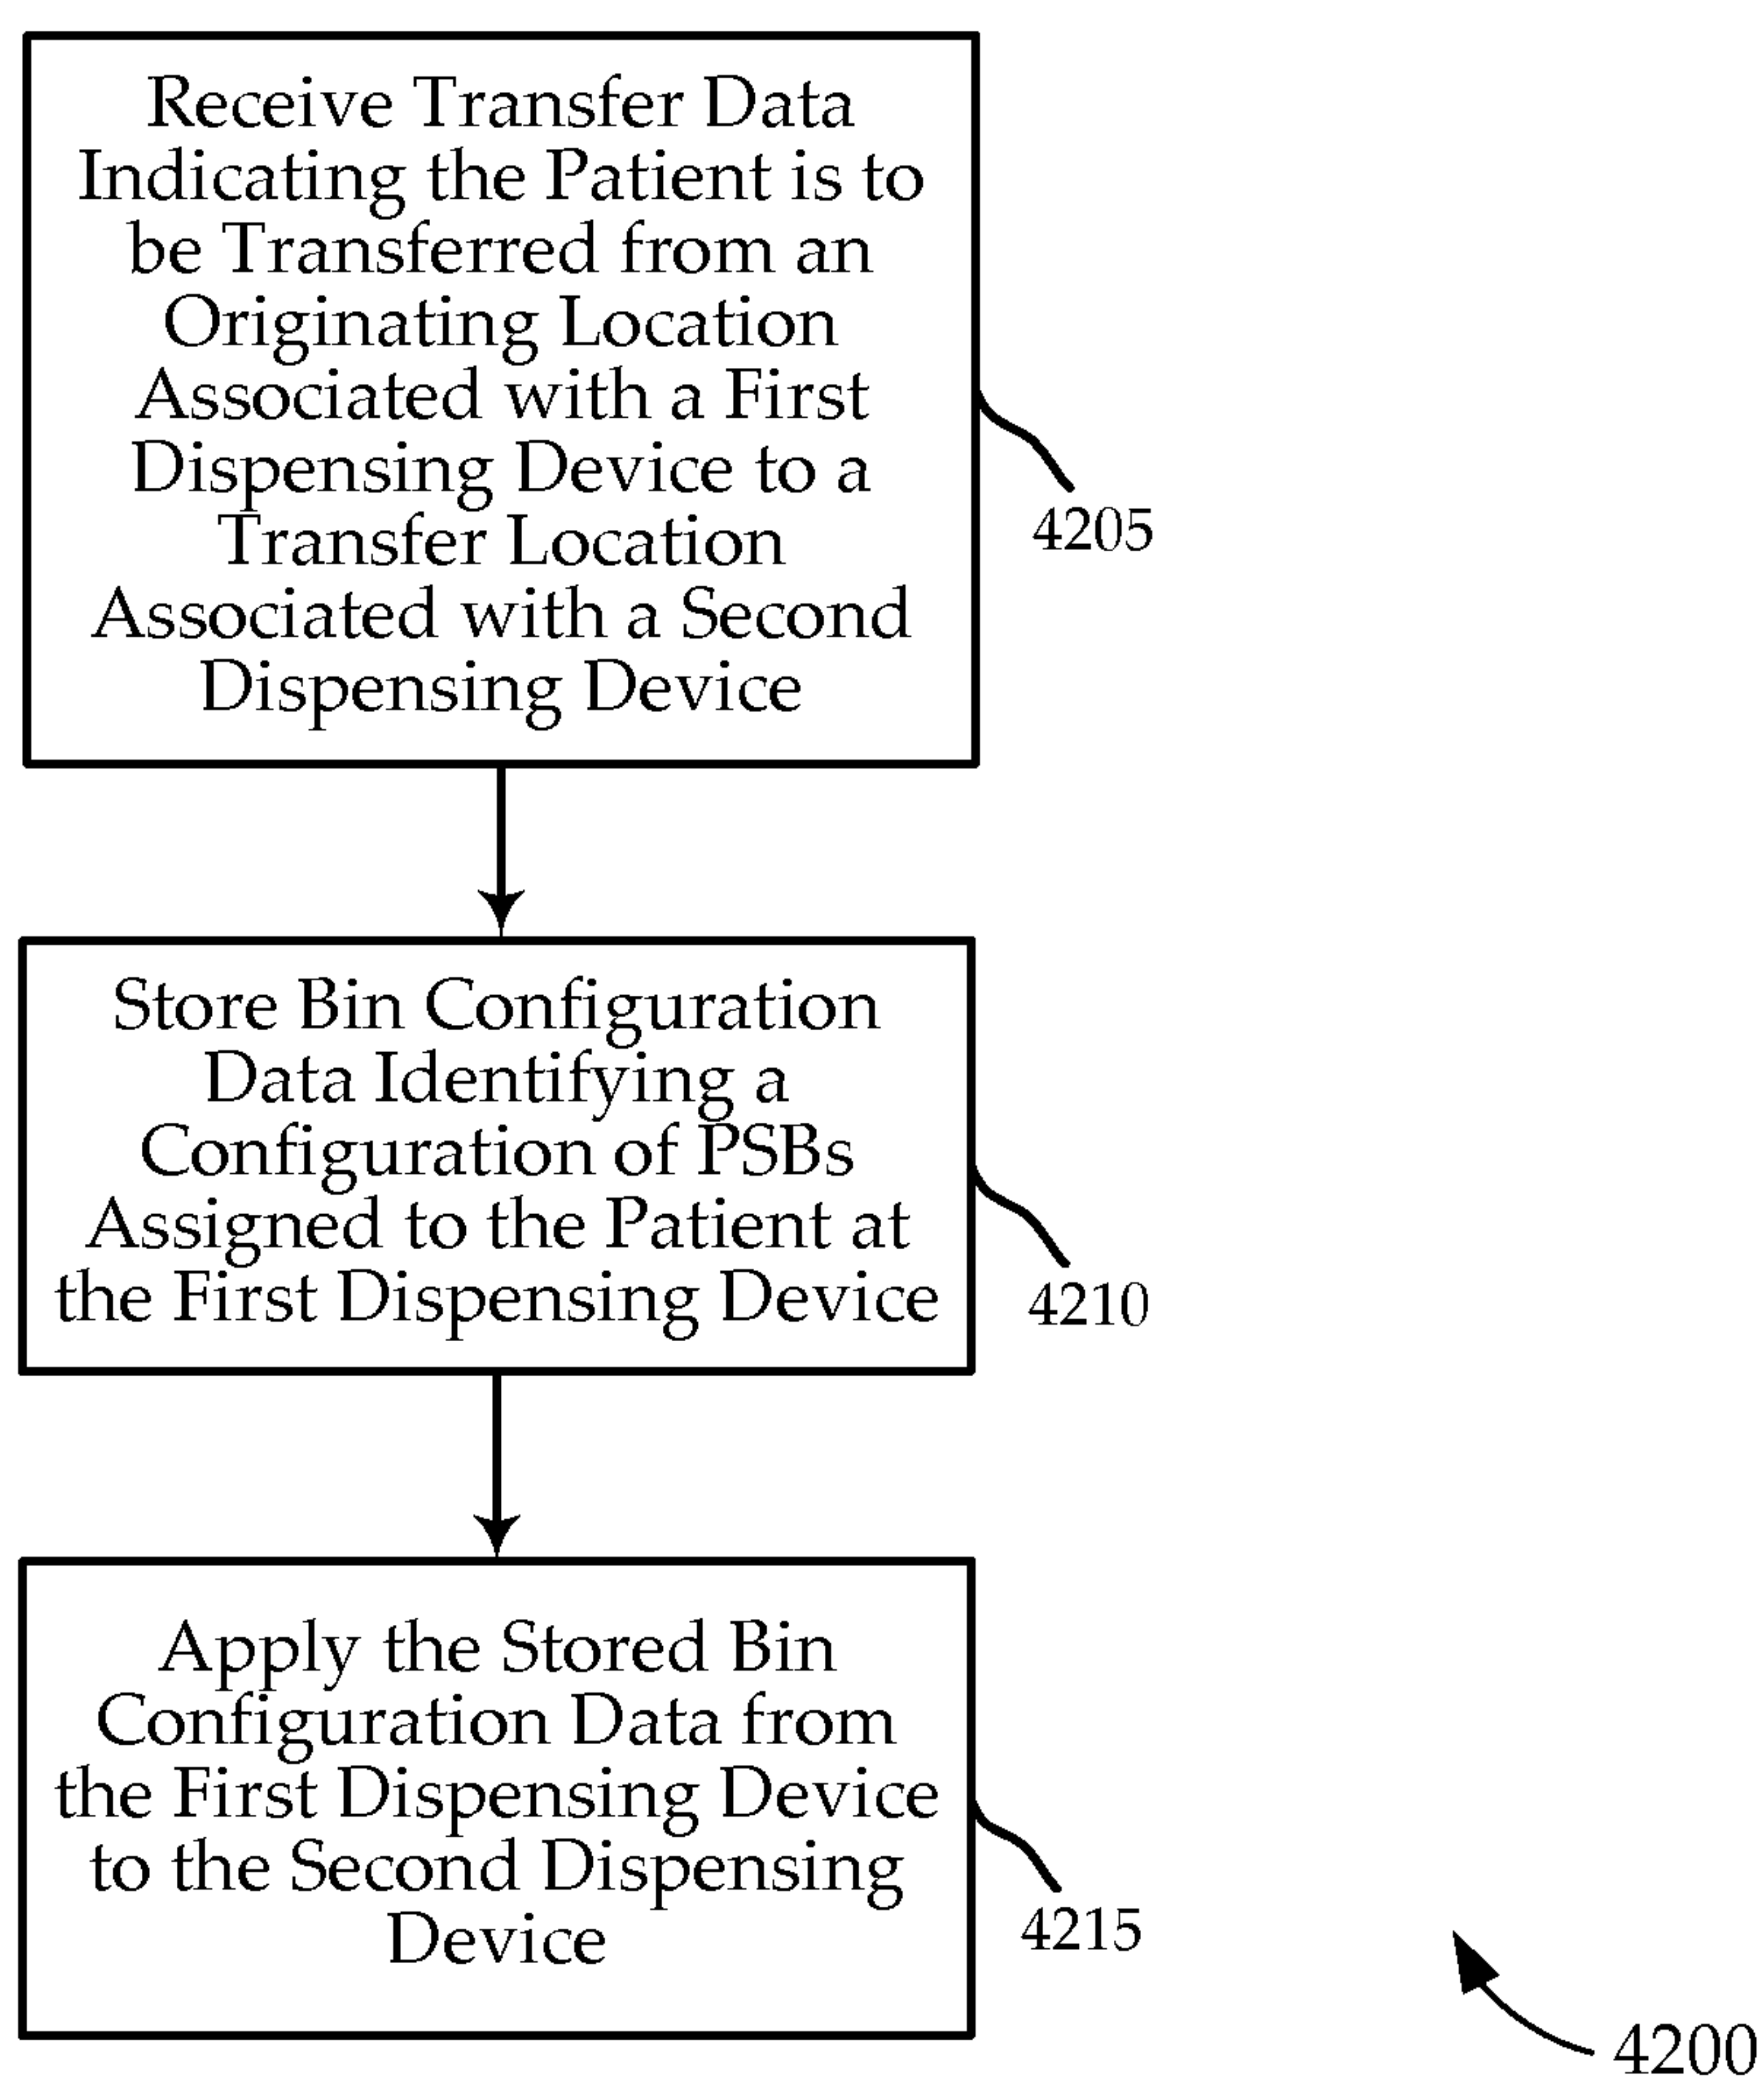 Receive Transfer Data
Indicating the Patient is to
be Transferred from an
Originating Location
Associated with a First
Dispensing Device to a
Transfer Location
Associated with a Second
Dispensing Device
4205
Store Bin Configuration
Data Identifying a
Configuration of PSBs
Assigned to the Patient at
the First Dispensing Device
4210
Apply the Stored Bin
Configuration Data from
the First Dispensing Device
to the Second Dispensing
Device
4215
4200